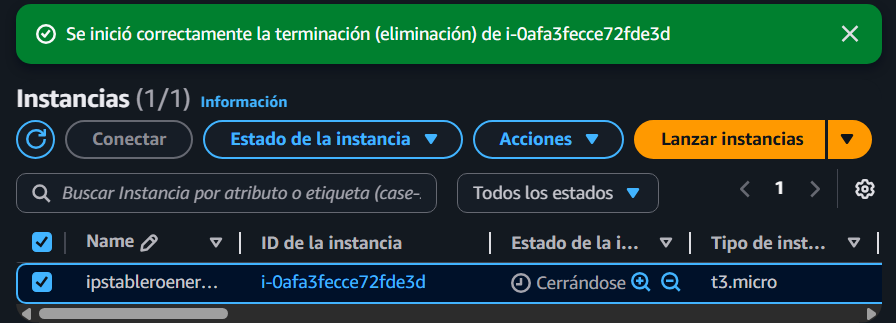 Se inició correctamente la terminación (eliminación) de i-0afa3fecce72fde3d
Instancias (1/1) Información
Conectar Estado de la instancia Acciones Lanzar instancias
Buscar Instancia por atributo o etiqueta (case-. Todos los estados 1
Name ID de la instancia Estado de la i... Tipo de inst...
ipstableroener... i-0afa3fecce72fde3d Cerrándose t3.micro